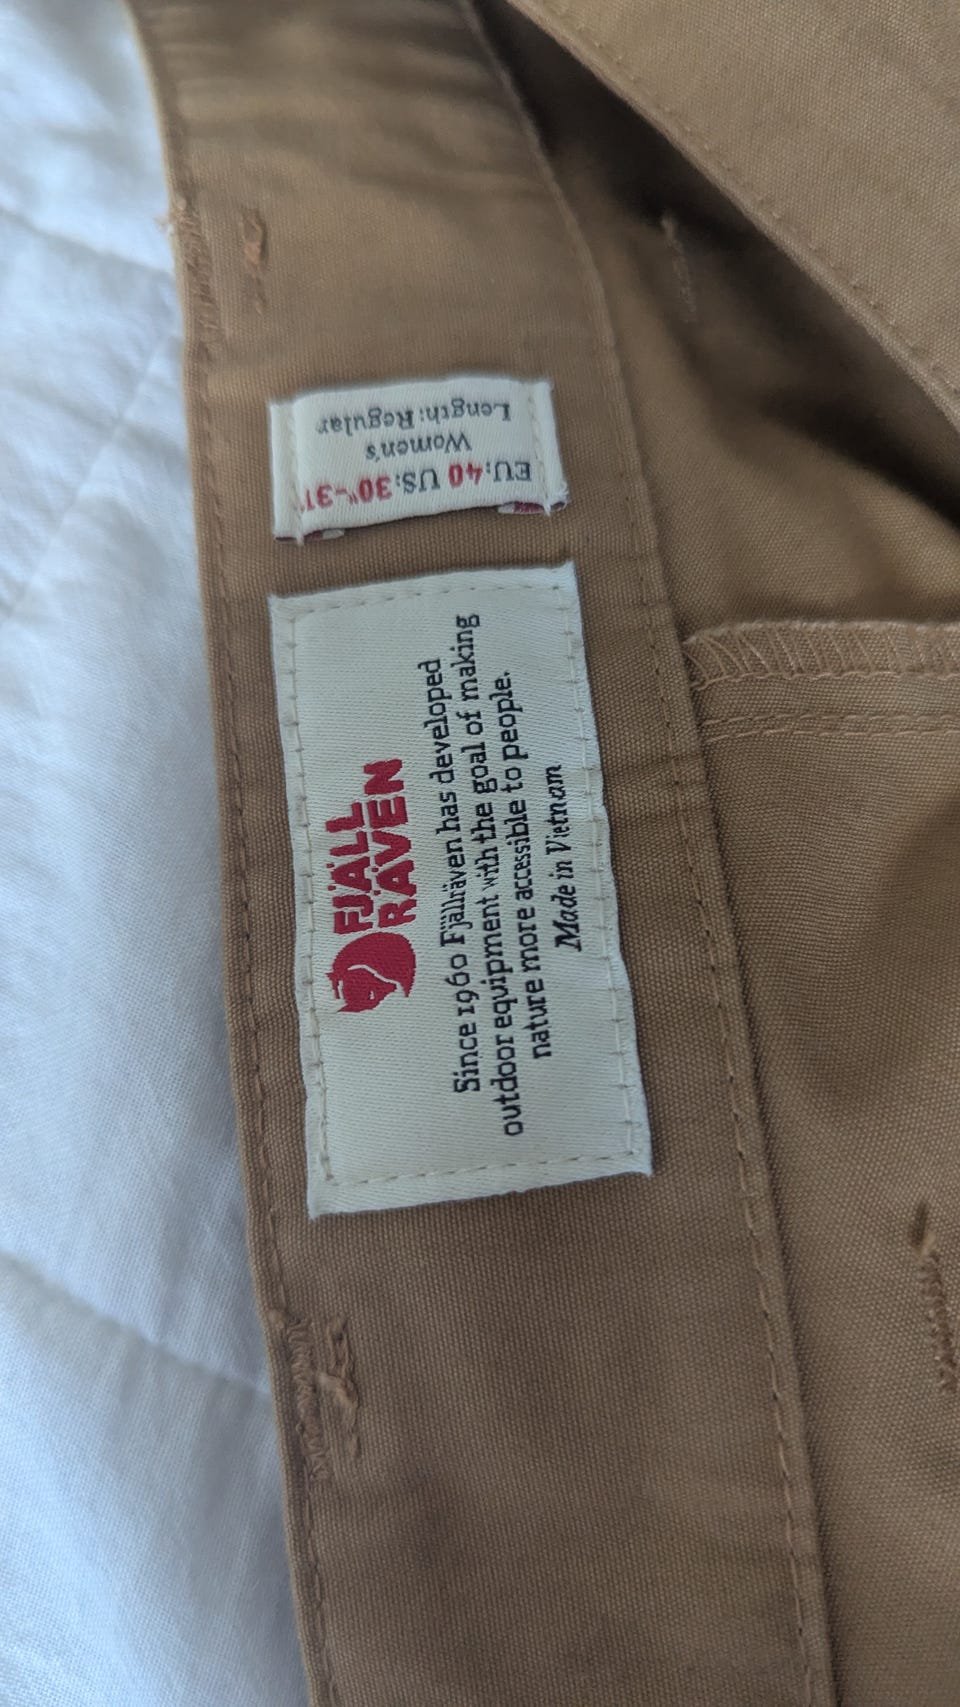 EU:40 US:30"-31"
Women's
Length: Regular
FJÄLL
RÄVEN
Since 1960 Fjällräven has developed
outdoor equipment with the goal of making
nature more accessible to people.
Made in Vietnam